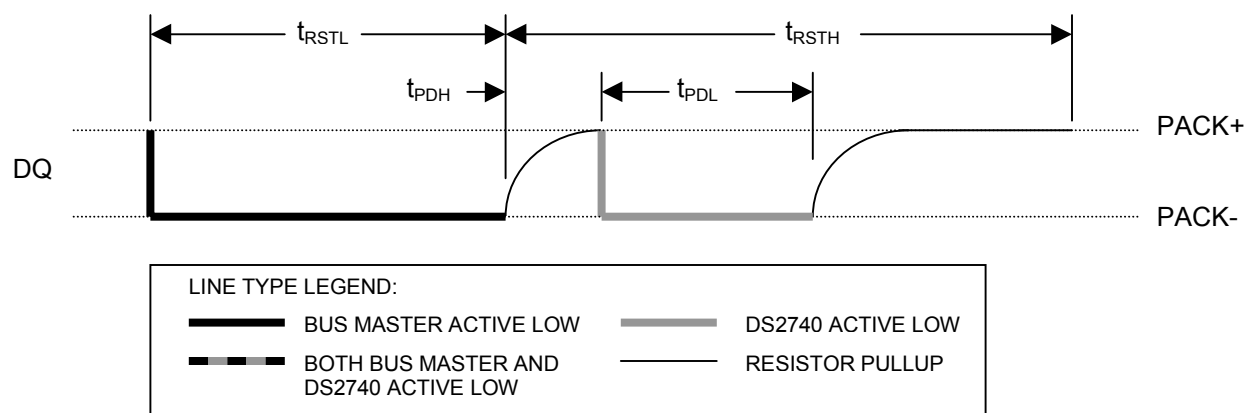 tRSTL
tRSTH
tPDH
tPDL
PACK+
DQ
PACK-
LINE TYPE LEGEND:
BUS MASTER ACTIVE LOW
DS2740 ACTIVE LOW
BOTH BUS MASTER AND
DS2740 ACTIVE LOW
RESISTOR PULLUP